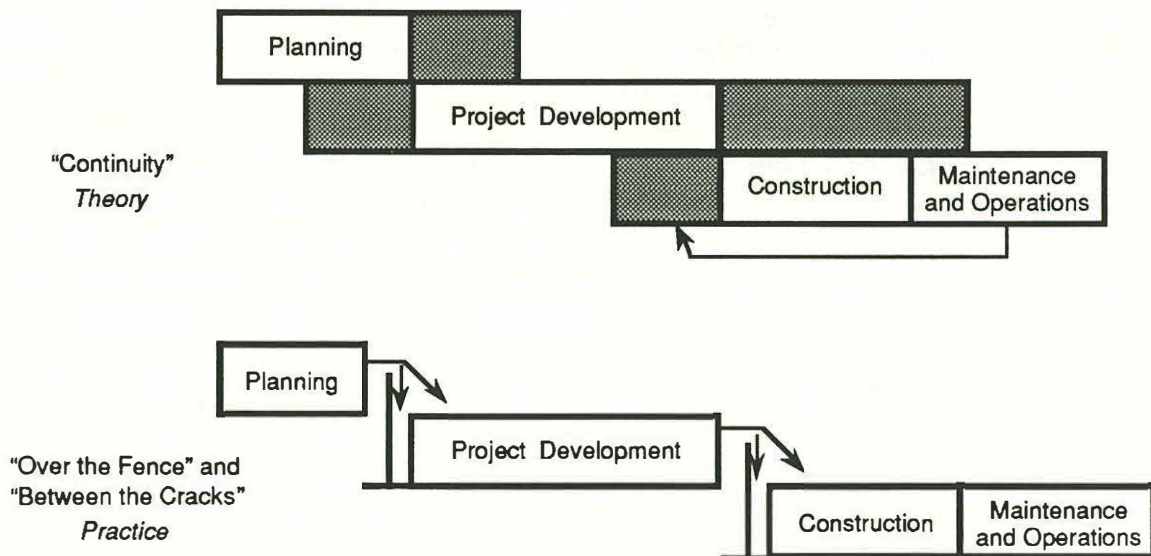 Planning
Project Development
"Continuity"
Theory
Construction
Maintenance
and Operations
Planning
Project Development
"Over the Fence" and
"Between the Cracks"
Practice
Construction
Maintenance
and Operations